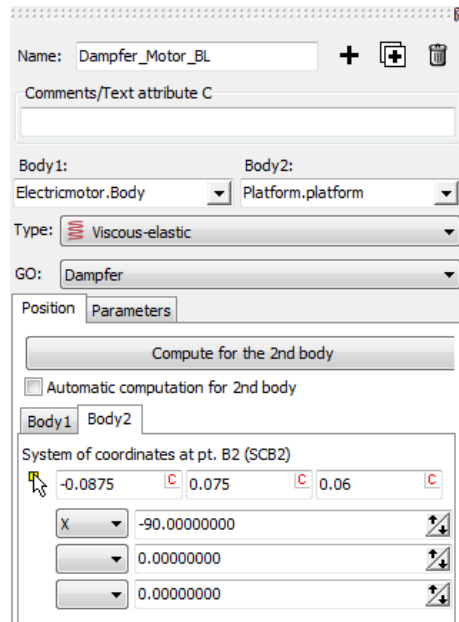 Name: Dampfer_Motor_BL
Comments/Text attribute C
Body1: Body2:
Electricmotor.Body Platform.platform
Type: Viscous-elastic
GO: Dampfer
Position Parameters
Compute for the 2nd body
Automatic computation for 2nd body
Body1 Body2
System of coordinates at pt. B2 (SCB2)
-0.0875 C 0.075 C 0.06 C
X -90.00000000
0.00000000
0.00000000